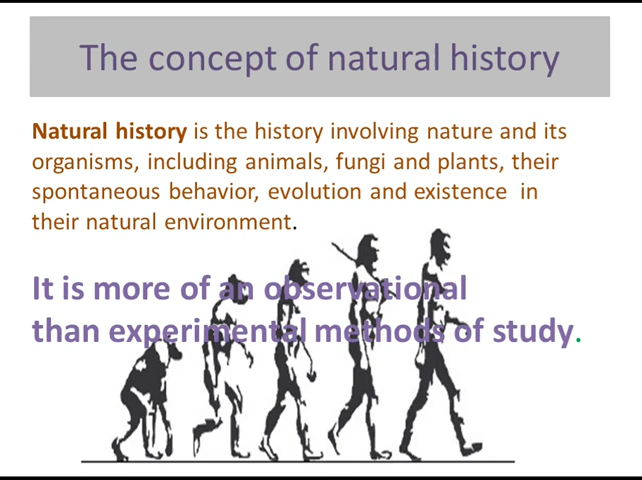 The concept of natural history
Natural history is the history involving nature and its
organisms, including animals, fungi and plants, their
spontaneous behavior, evolution and existence in
their natural environment.
It is more of an observational
than experimental methods of study.